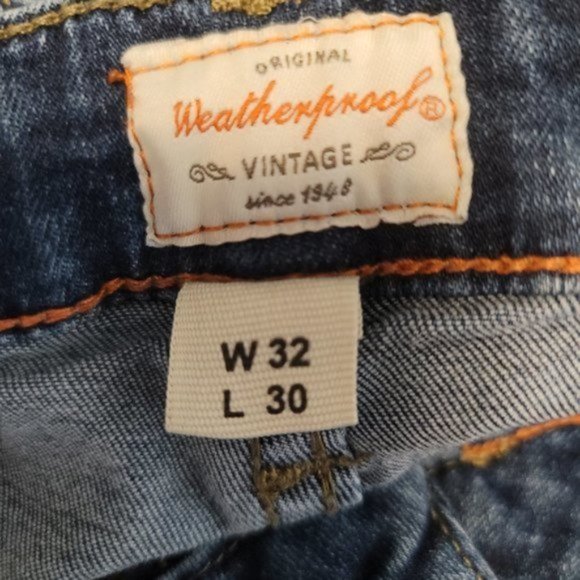 ORIGINAL
Weatherproof®
VINTAGE
since 1948
W 32
L 30